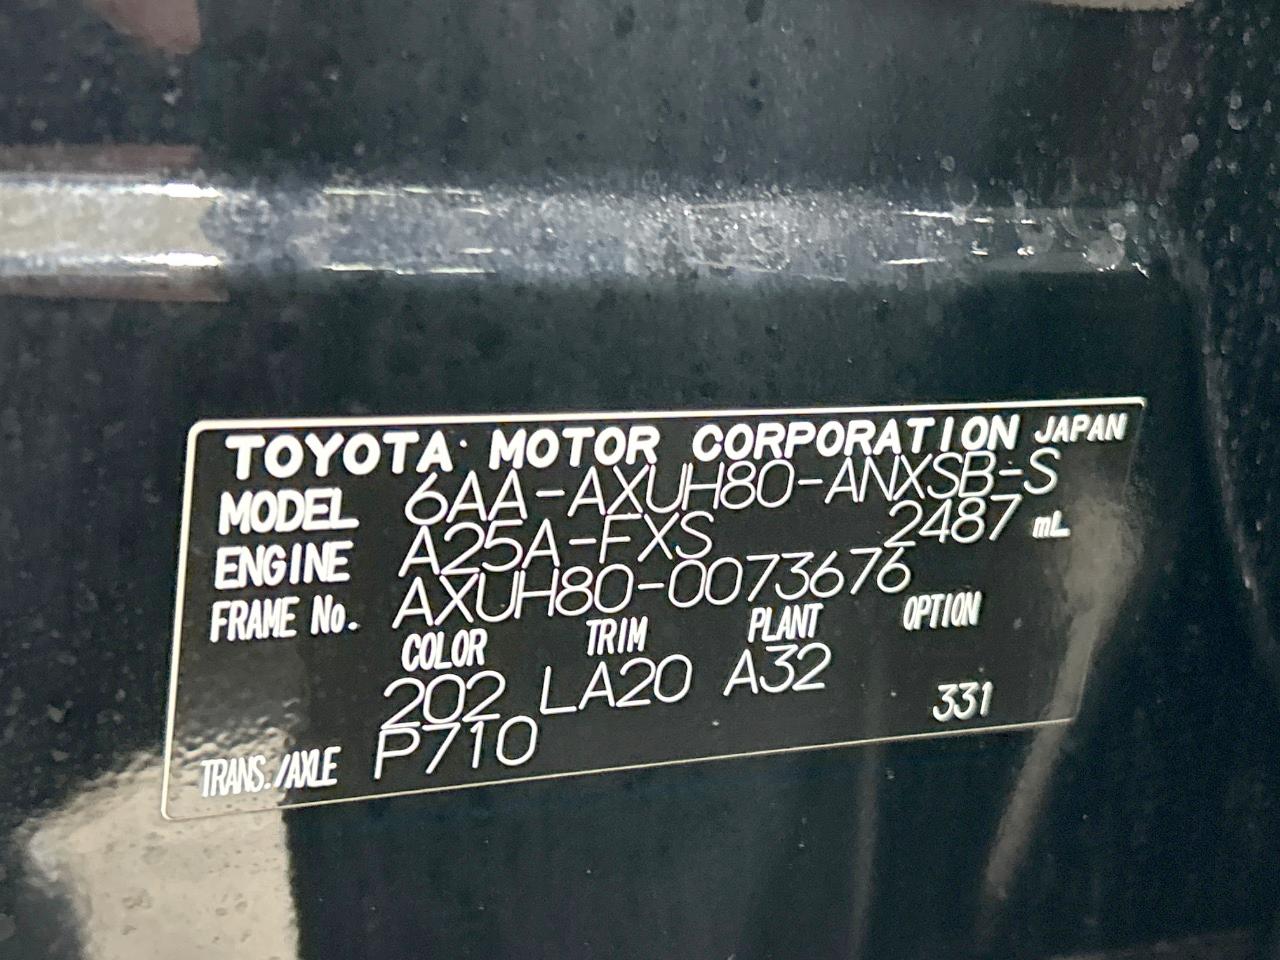 TOYOTA MOTOR CORPORATION JAPAN
MODEL 6AA-AXUH80-ANXSB-S
ENGINE A25A-FXS 2487 mL
FRAME No. AXUH80-0073676
COLOR TRIM PLANT OPTION
202 LA20 A32
TRANS./AXLE P710 331